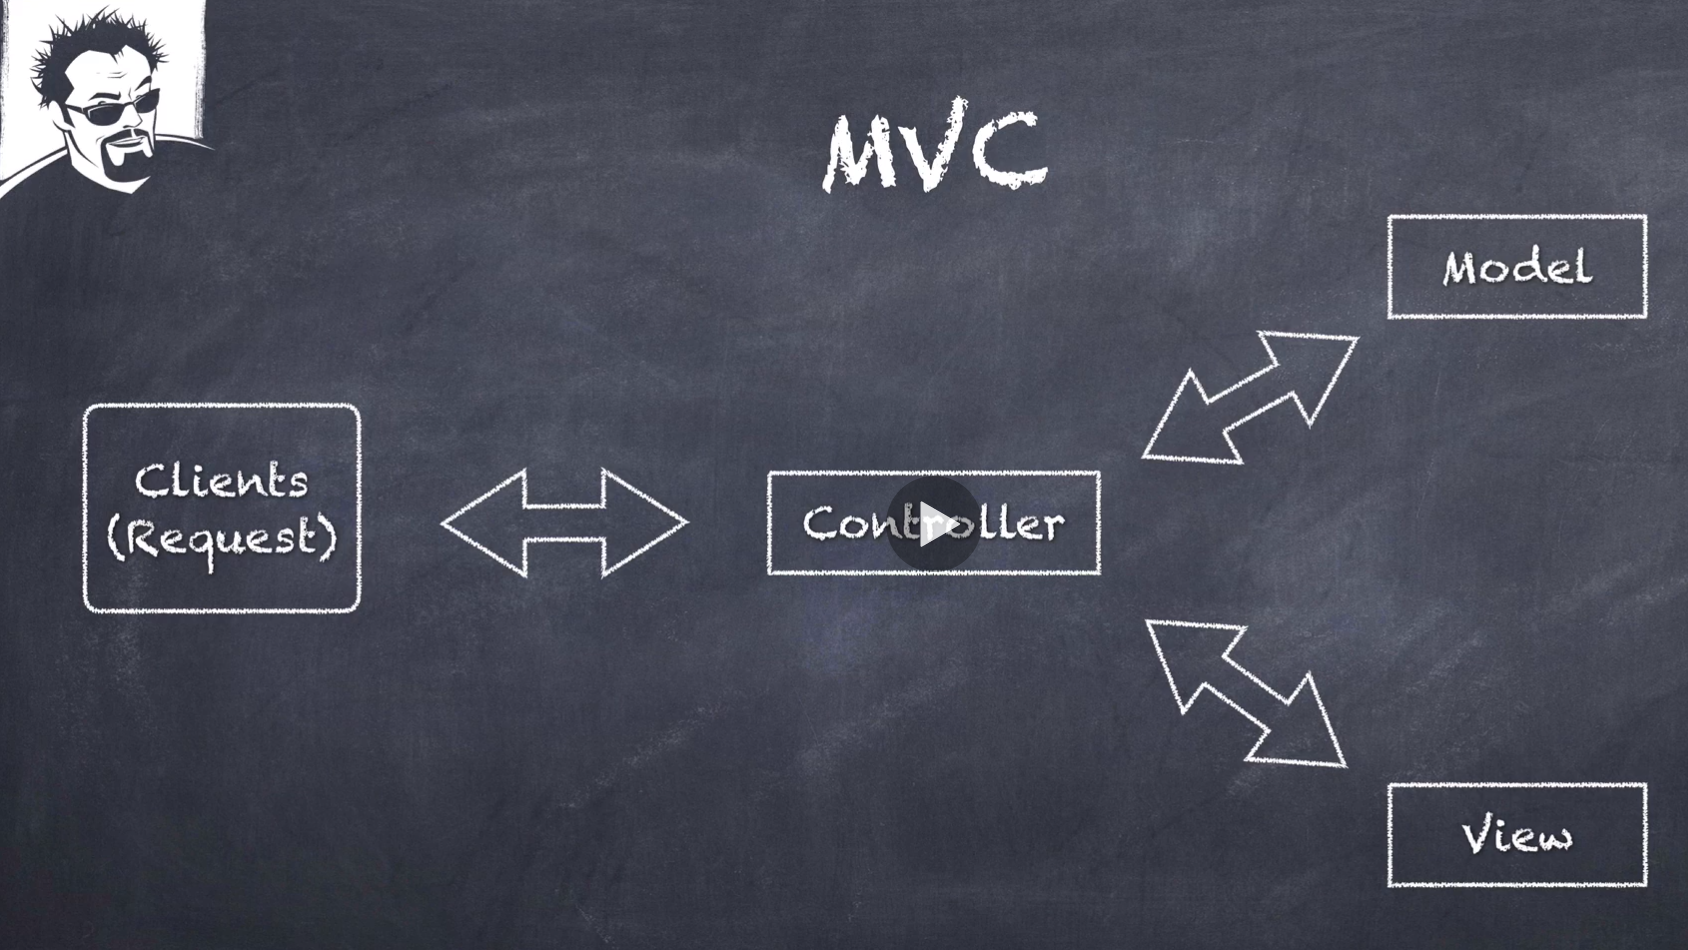 MVC
Model
Clients
(Request)
Controller
View